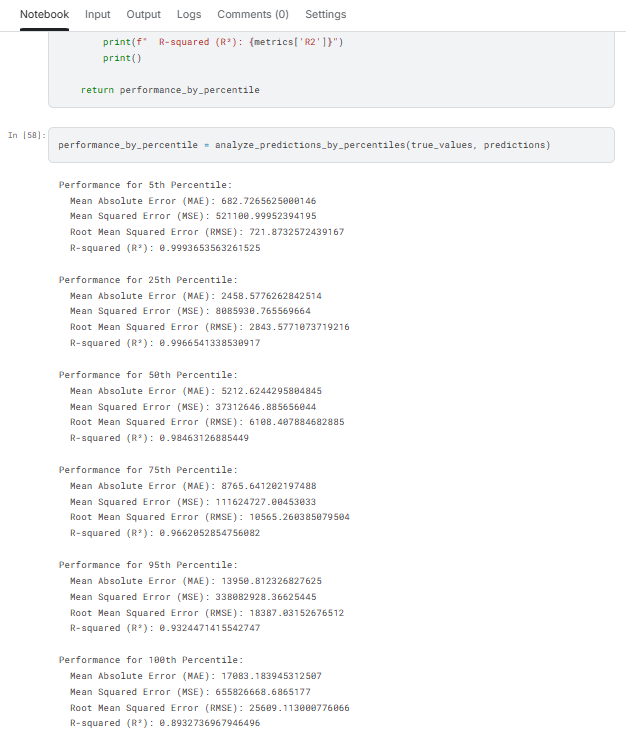 Notebook Input Output Logs Comments (0) Settings
print(f"  R-squared (R²): {metrics['R2']}")
print()
return performance_by_percentile
In [58]:
performance_by_percentile = analyze_predictions_by_percentiles(true_values, predictions)
Performance for 5th Percentile:
Mean Absolute Error (MAE): 682.7265625000146
Mean Squared Error (MSE): 521100.99952394195
Root Mean Squared Error (RMSE): 721.8732572439167
R-squared (R²): 0.9993653563261525
Performance for 25th Percentile:
Mean Absolute Error (MAE): 2458.5776262842514
Mean Squared Error (MSE): 8085930.765569664
Root Mean Squared Error (RMSE): 2843.5771073719216
R-squared (R²): 0.9966541338530917
Performance for 50th Percentile:
Mean Absolute Error (MAE): 5212.6244295804845
Mean Squared Error (MSE): 37312646.885656044
Root Mean Squared Error (RMSE): 6108.407884682885
R-squared (R²): 0.98463126885449
Performance for 75th Percentile:
Mean Absolute Error (MAE): 8765.641202197488
Mean Squared Error (MSE): 111624727.00453033
Root Mean Squared Error (RMSE): 10565.260385079504
R-squared (R²): 0.9662052854756082
Performance for 95th Percentile:
Mean Absolute Error (MAE): 13950.812326827625
Mean Squared Error (MSE): 338082928.36625445
Root Mean Squared Error (RMSE): 18387.03152676512
R-squared (R²): 0.9324471415542747
Performance for 100th Percentile:
Mean Absolute Error (MAE): 17083.183945312507
Mean Squared Error (MSE): 655826668.6865177
Root Mean Squared Error (RMSE): 25609.113000776066
R-squared (R²): 0.8932736967946496